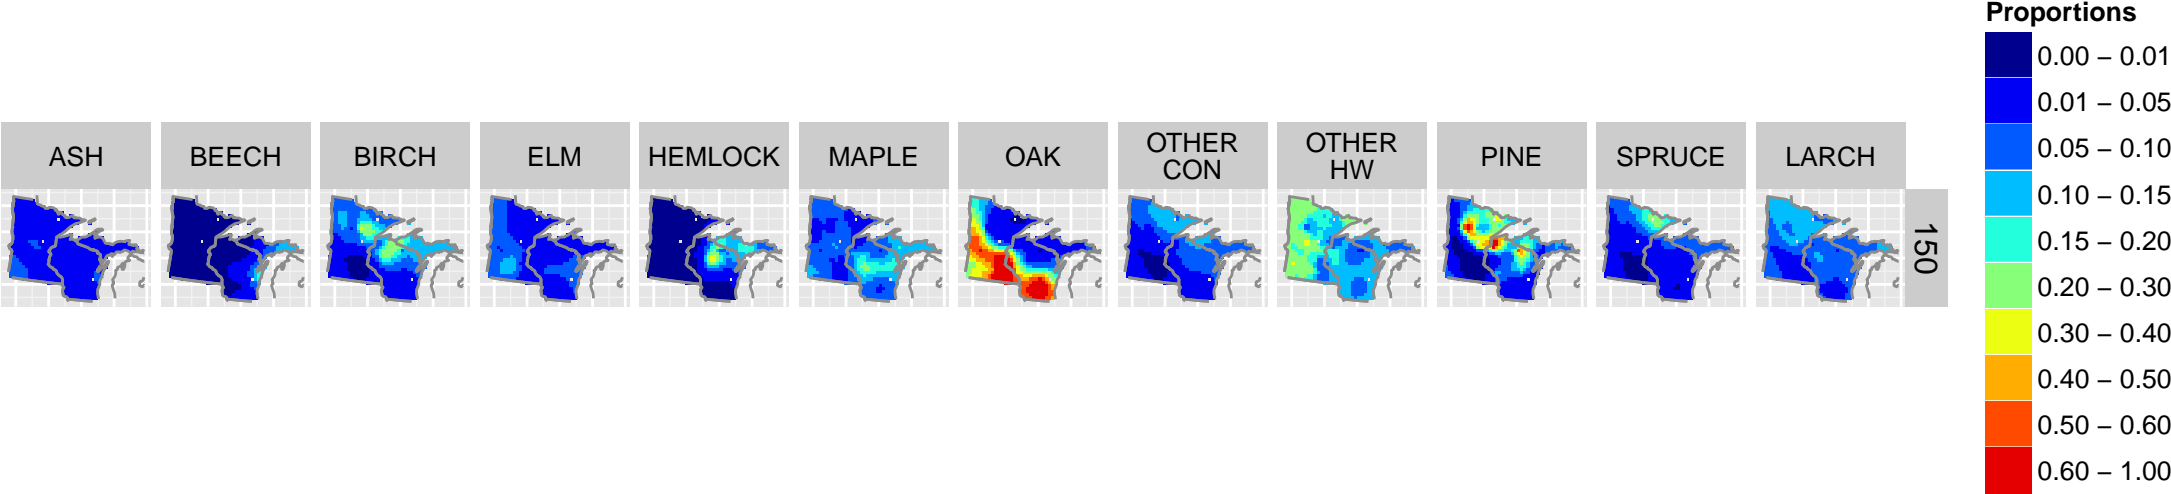 ASH
BEECH
BIRCH
ELM
HEMLOCK
MAPLE
OAK
OTHER
CON
OTHER
HW
PINE
SPRUCE
LARCH
150
Proportions
0.00 – 0.01
0.01 – 0.05
0.05 – 0.10
0.10 – 0.15
0.15 – 0.20
0.20 – 0.30
0.30 – 0.40
0.40 – 0.50
0.50 – 0.60
0.60 – 1.00